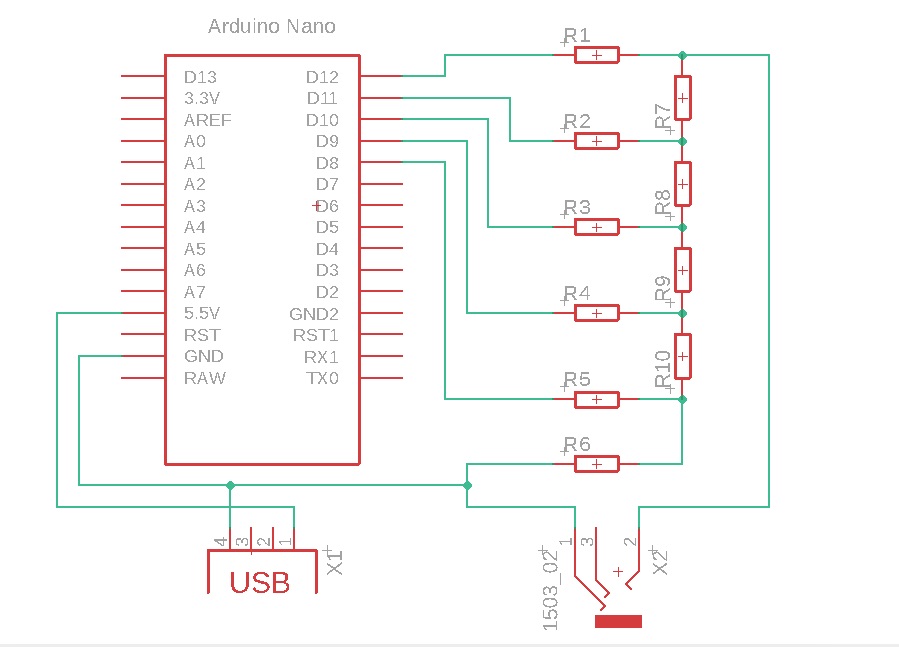 Arduino Nano
D13
3.3V
AREF
A0
A1
A2
A3
A4
A5
A6
A7
5.5V
RST
GND
RAW
D12
D11
D10
D9
D8
D7
D6
D5
D4
D3
D2
GND2
RST1
RX1
TX0
R1
R2
R3
R4
R5
R6
R7
R8
R9
R10
4
3
2
1
USB
X1
1
3
2
1503_02
X2